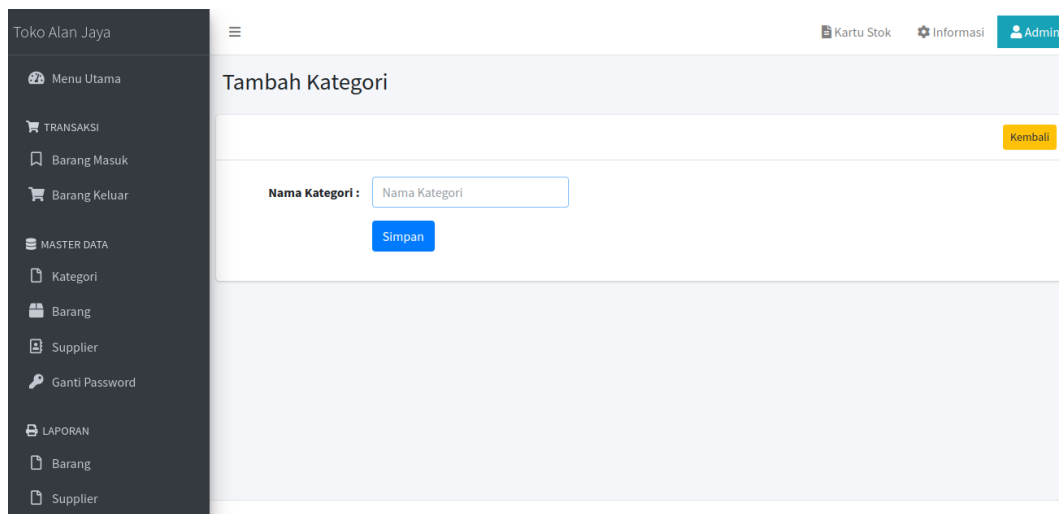 Toko Alan Jaya
Kartu Stok
Informasi
Admin
Menu Utama
Tambah Kategori
TRANSAKSI
Kembali
Barang Masuk
Nama Kategori :
Nama Kategori
Barang Keluar
Simpan
MASTER DATA
Kategori
Barang
Supplier
Ganti Password
LAPORAN
Barang
Supplier